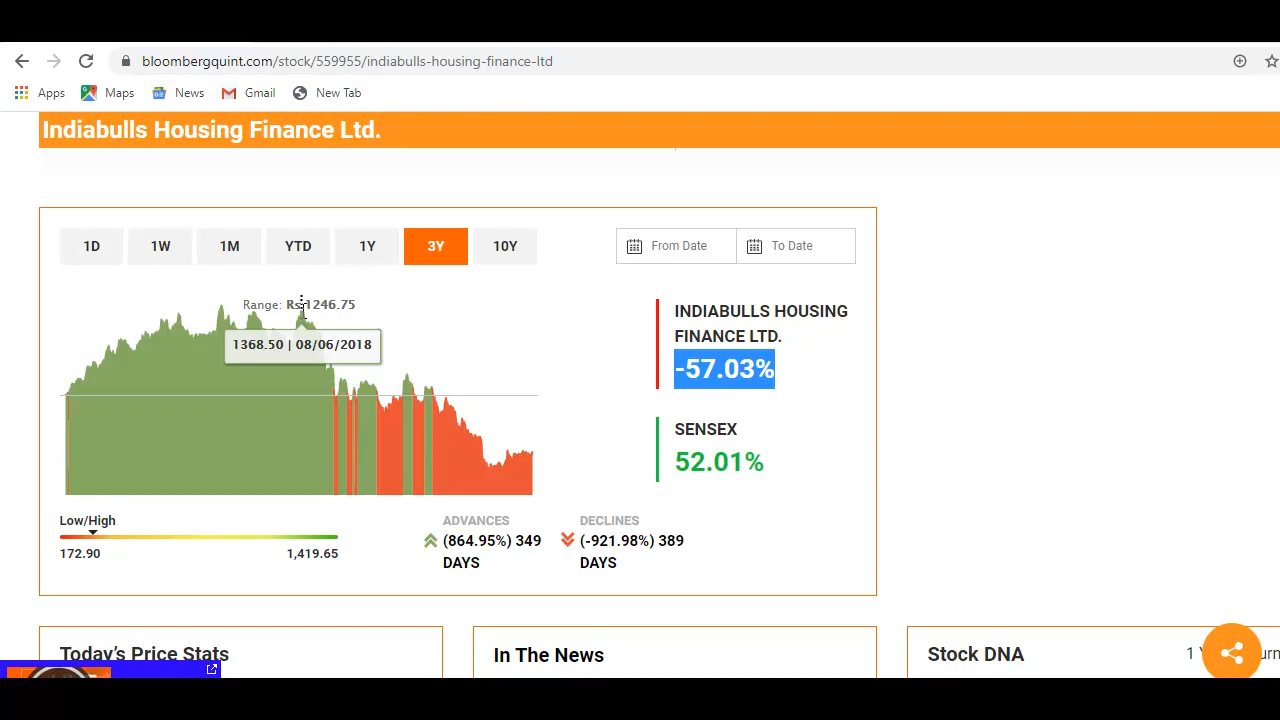 bloombergquint.com/stock/559955/indiabulls-housing-finance-ltd
Apps Maps News Gmail New Tab
Indiabulls Housing Finance Ltd.
1D 1W 1M YTD 1Y 3Y 10Y From Date To Date
Range: Rs 1246.75
1368.50 | 08/06/2018
INDIABULLS HOUSING
FINANCE LTD.
-57.03%
SENSEX
52.01%
Low/High
172.90 1,419.65
ADVANCES
(864.95%) 349
DAYS
DECLINES
(-921.98%) 389
DAYS
Today's Price Stats
In The News
Stock DNA
1